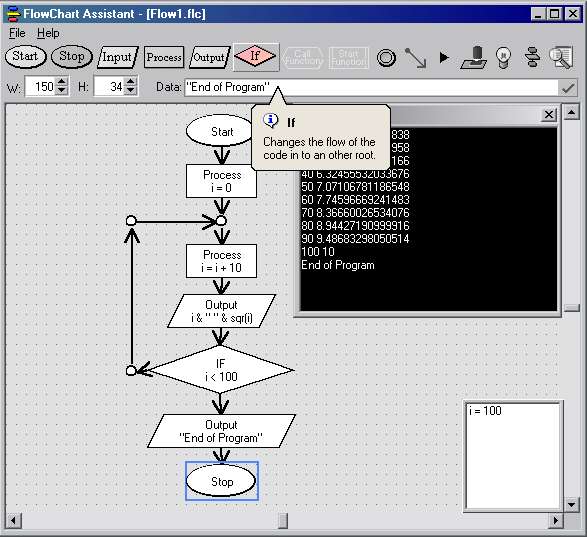 FlowChart Assistant - [Flow1.flc]
File Help
Start Stop Input Process Output If Call Function Start Function
W: 150 H: 34 Data: "End of Program"
If
Changes the flow of the
code in to an other root.
838
958
166
40 6.32455532033676
50 7.07106781186548
60 7.74596669241483
70 8.36660026534076
80 8.94427190999916
90 9.48683298050514
100 10
End of Program
Start
Process
i = 0
Process
i = i + 10
Output
i & " " & sqr(i)
IF
i < 100
Output
"End of Program"
Stop
i = 100